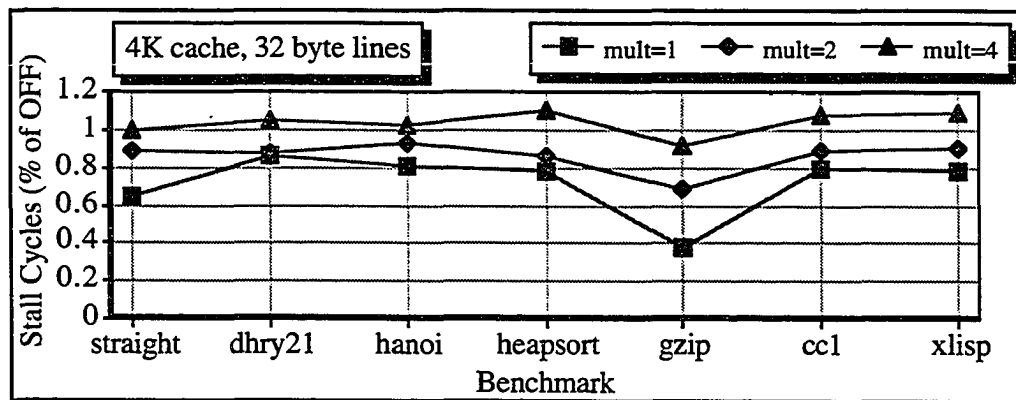 4K cache, 32 byte lines
mult=1 mult=2 mult=4
Stall Cycles (% of OFF)
1.2
1
0.8
0.6
0.4
0.2
0
straight dhry21 hanoi heapsort gzip cc1 xlisp
Benchmark